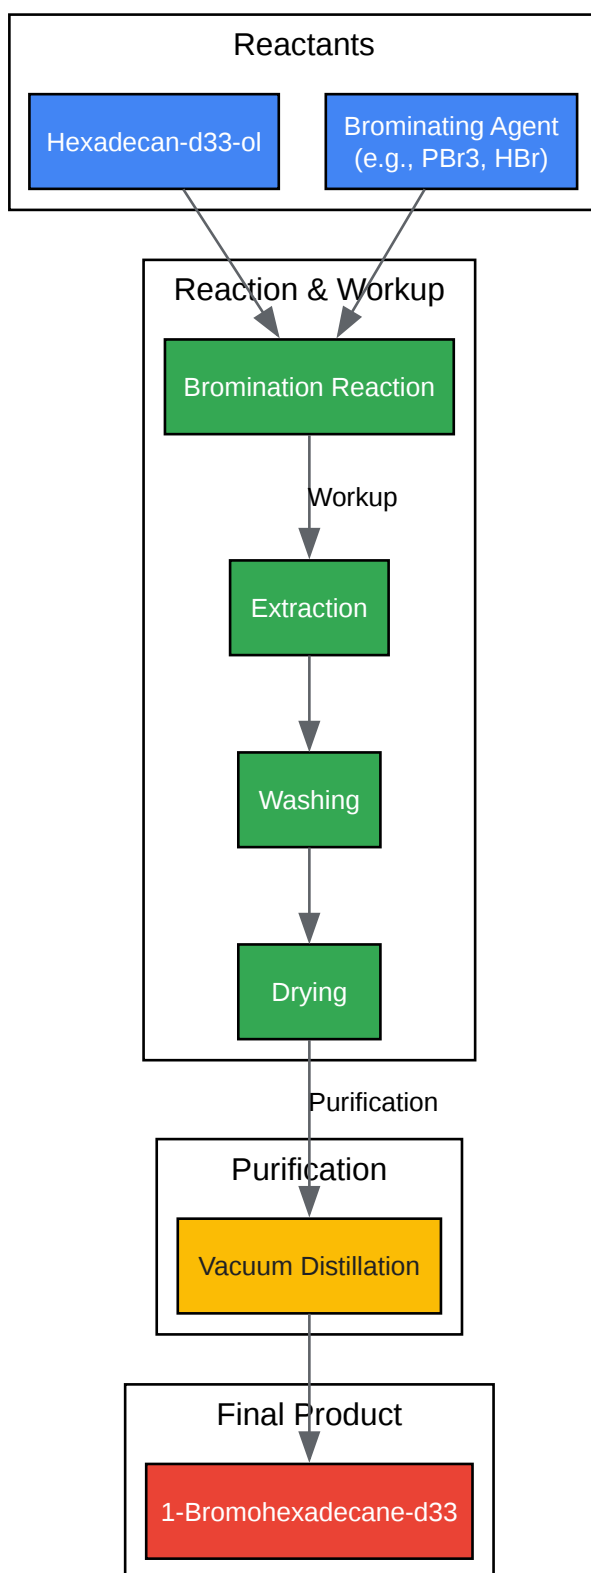 Reactants
Hexadecan-d33-ol
Brominating Agent
(e.g., PBr3, HBr)
Reaction & Workup
Bromination Reaction
Workup
Extraction
Washing
Drying
Purification
Purification
Vacuum Distillation
Final Product
1-Bromohexadecane-d33